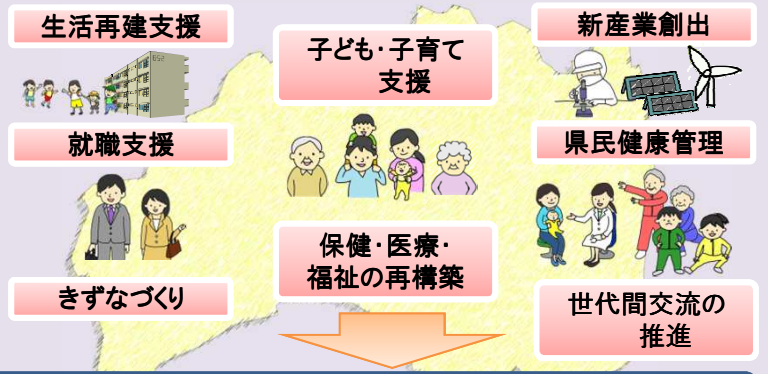 生活再建支援
子ども・子育て
支援
新産業創出
就職支援
県民健康管理
きずなづくり
保健・医療・
福祉の再構築
世代間交流の
推進